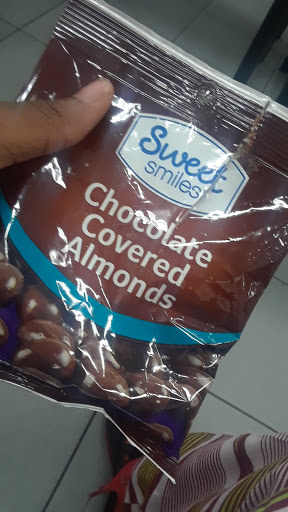 Sweet
smiles
Chocolate
Covered
Almonds